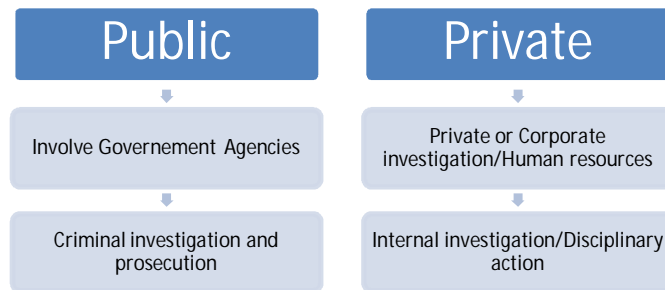 Public
Involve Governement Agencies
Criminal investigation and
prosecution
Private
Private or Corporate
investigation/Human resources
Internal investigation/Disciplinary
action